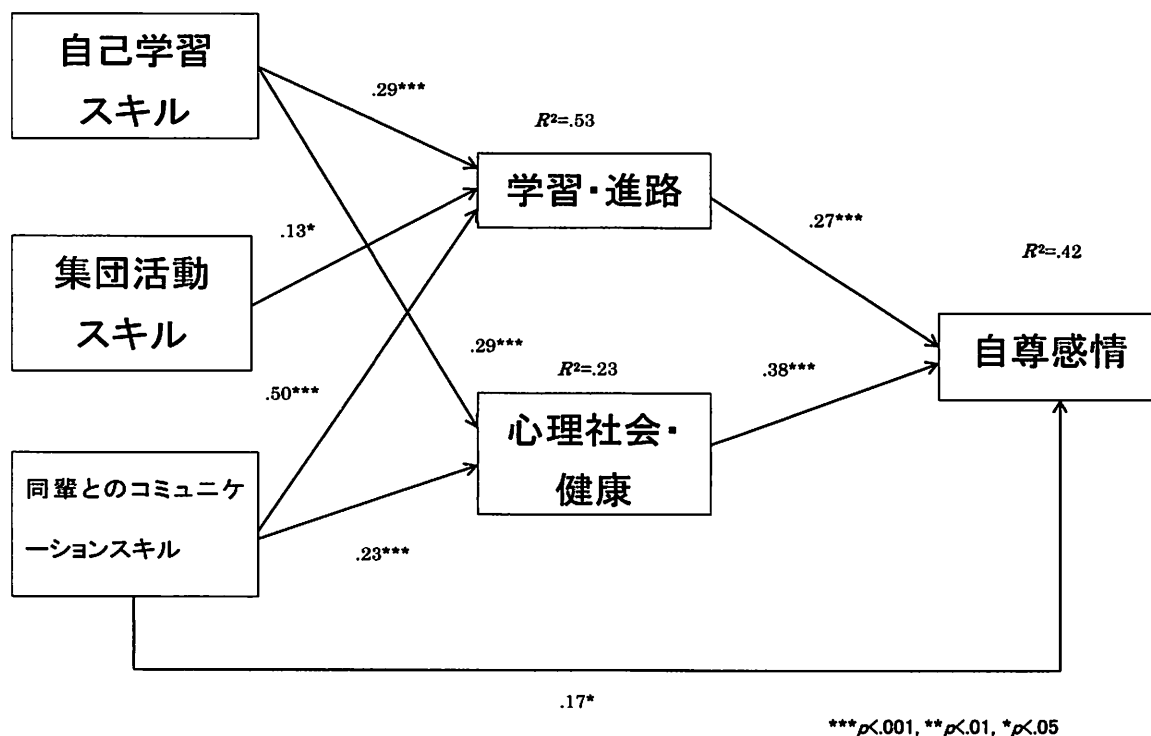 自己学習
スキル
.29***
R²=.53
学習・進路
.13*
.27***
集団活動
スキル
R²=.42
自尊感情
.29***
R²=.23
.50***
.38***
心理社会・
健康
同輩とのコミュニケ
ーションスキル
.23***
.17*
***p<.001, **p<.01, *p<.05